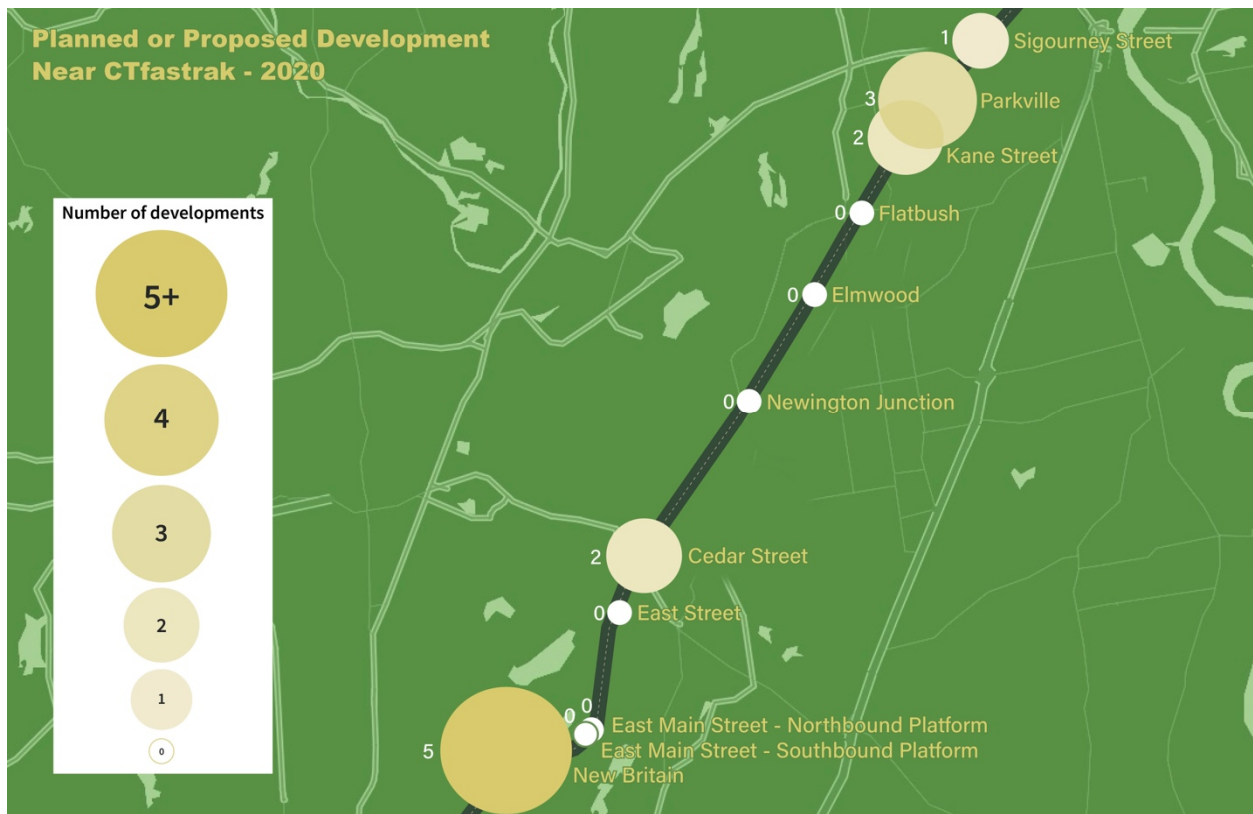 Planned or Proposed Development
Near CTfastrak - 2020
1 Sigourney Street
3 Parkville
2 Kane Street
Number of developments
5+
4
3
2
1
0
0 Flatbush
0 Elmwood
0 Newington Junction
2 Cedar Street
0 East Street
0 East Main Street - Northbound Platform
0 East Main Street - Southbound Platform
5 New Britain